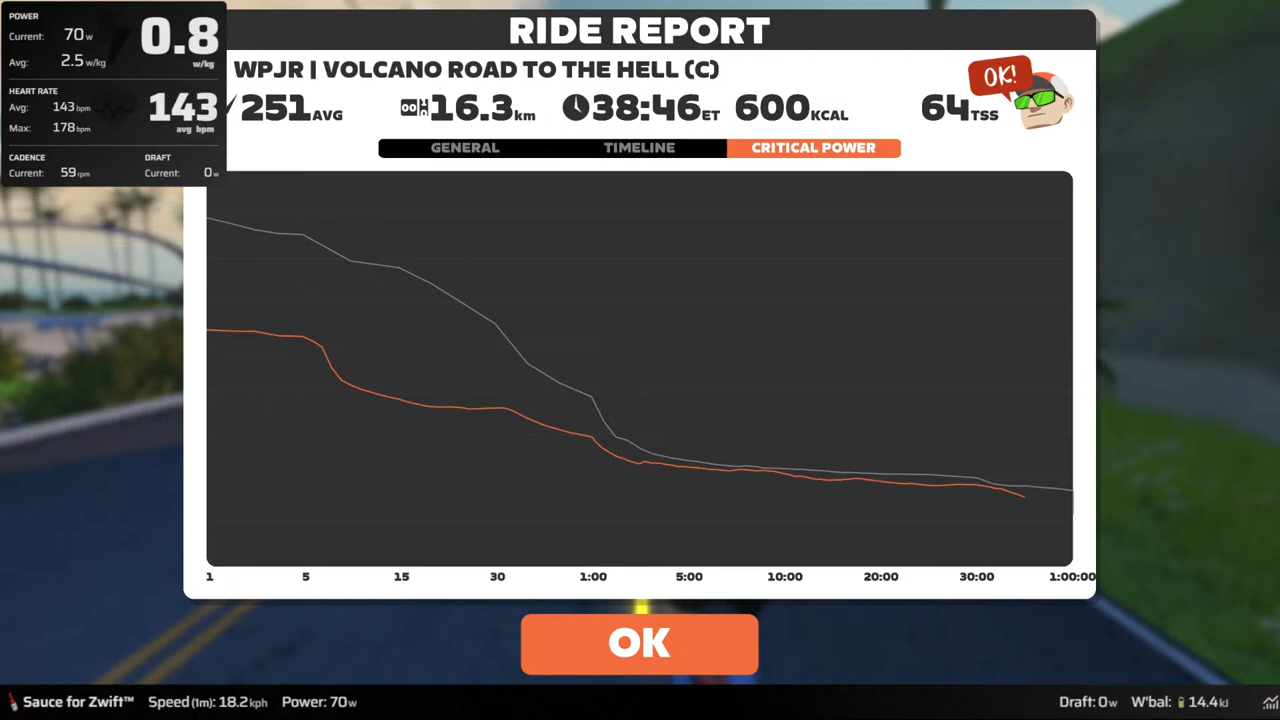 POWER
Current: 70 w
Avg: 2.5 w/kg
0.8
w/kg
HEART RATE
Avg: 143 bpm
Max: 178 bpm
143
avg bpm
CADENCE
Current: 59 rpm
DRAFT
Current: 0 w
RIDE REPORT
WPJR | VOLCANO ROAD TO THE HELL (C)
OK!
251 AVG 16.3 km 38:46 ET 600 KCAL 64 TSS
GENERAL TIMELINE CRITICAL POWER
1 5 15 30 1:00 5:00 10:00 20:00 30:00 1:00:00
OK
Sauce for Zwift™ Speed (1m): 18.2 kph Power: 70 w Draft: 0 w W'bal: 14.4 kJ